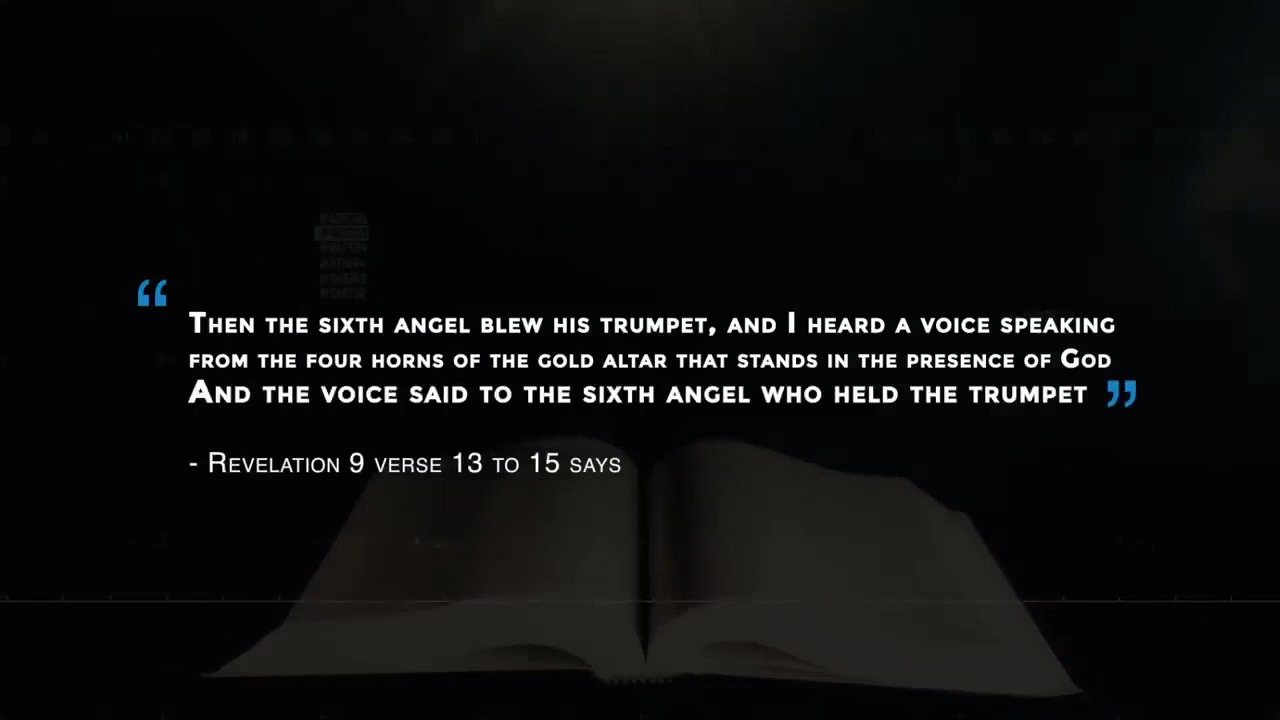 “ Then the sixth angel blew his trumpet, and I heard a voice speaking
from the four horns of the gold altar that stands in the presence of God
And the voice said to the sixth angel who held the trumpet ”
- Revelation 9 verse 13 to 15 says